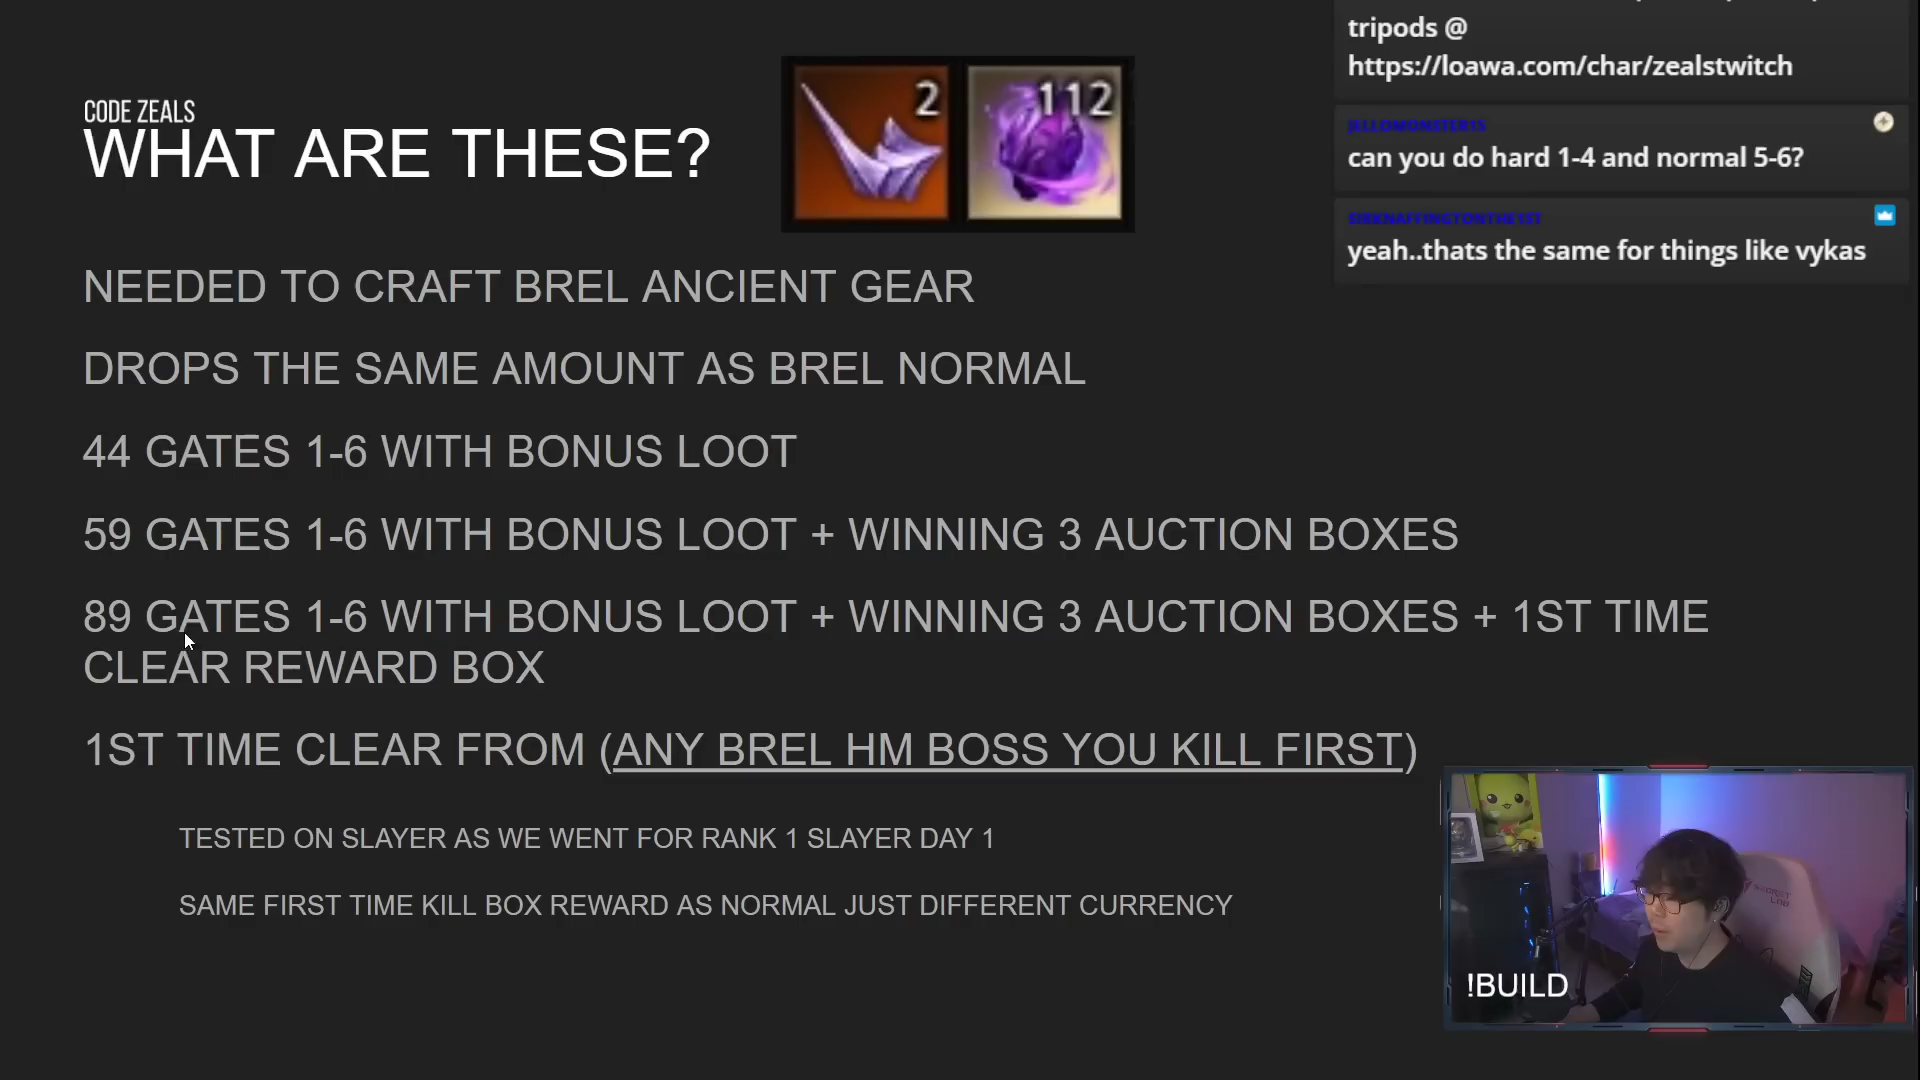 CODE ZEALS
WHAT ARE THESE?
2
112
NEEDED TO CRAFT BREL ANCIENT GEAR
DROPS THE SAME AMOUNT AS BREL NORMAL
44 GATES 1-6 WITH BONUS LOOT
59 GATES 1-6 WITH BONUS LOOT + WINNING 3 AUCTION BOXES
89 GATES 1-6 WITH BONUS LOOT + WINNING 3 AUCTION BOXES + 1ST TIME
CLEAR REWARD BOX
1ST TIME CLEAR FROM (ANY BREL HM BOSS YOU KILL FIRST)
TESTED ON SLAYER AS WE WENT FOR RANK 1 SLAYER DAY 1
SAME FIRST TIME KILL BOX REWARD AS NORMAL JUST DIFFERENT CURRENCY
tripods @
https://loawa.com/char/zealstwitch
can you do hard 1-4 and normal 5-6?
yeah..thats the same for things like vykas
!BUILD